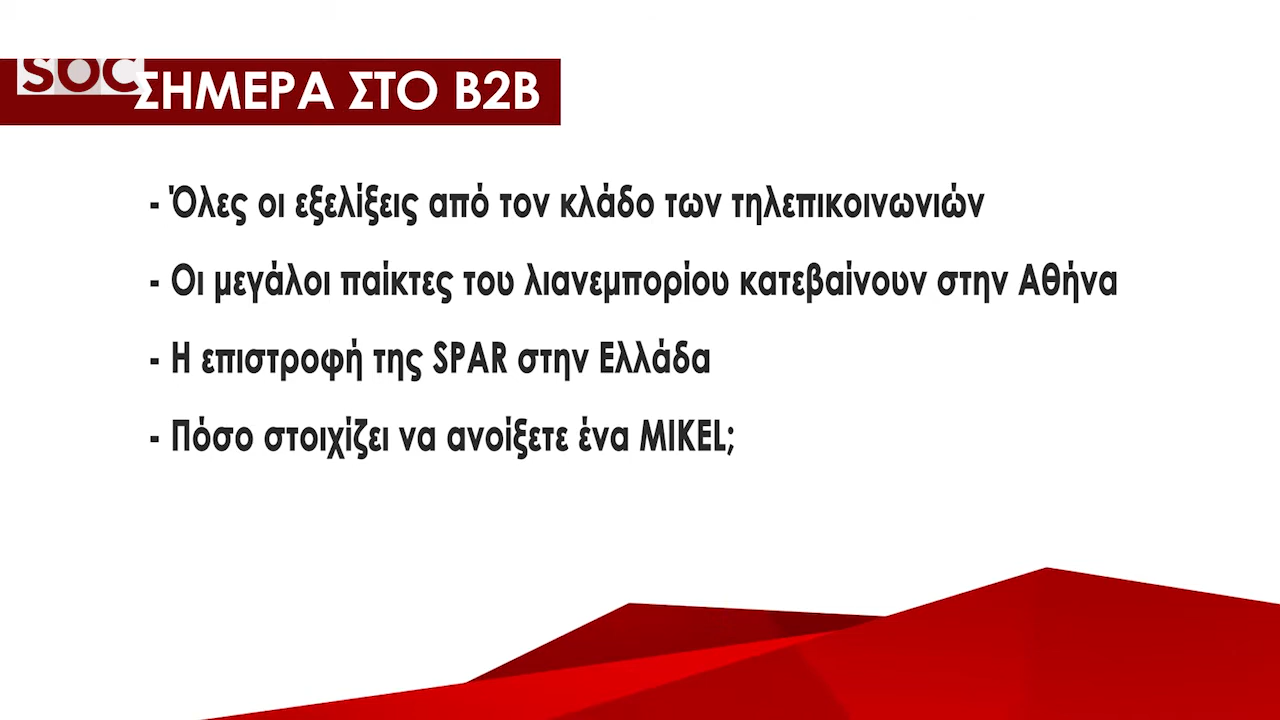 SOC
ΣΗΜΕΡΑ ΣΤΟ B2B
- Όλες οι εξελίξεις από τον κλάδο των τηλεπικοινωνιών
- Οι μεγάλοι παίκτες του λιανεμπορίου κατεβαίνουν στην Αθήνα
- Η επιστροφή της SPAR στην Ελλάδα
- Πόσο στοιχίζει να ανοίξετε ένα MIKEL;